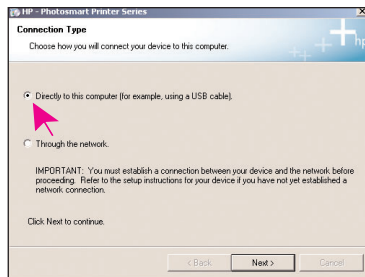 HP - Photosmart Printer Series
Connection Type
Choose how you will connect your device to this computer.
hp
Directly to this computer (for example, using a USB cable).
Through the network.
IMPORTANT: You must establish a connection between your device and the network before
proceeding. Refer to the setup instructions for your device if you have not yet established a
network connection.
Click Next to continue.
< Back
Next >
Cancel